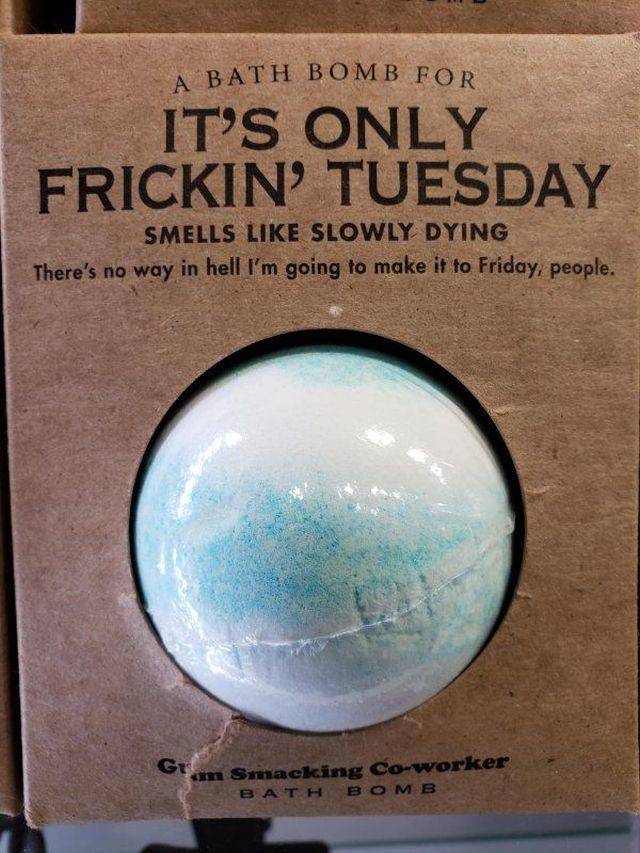 A BATH BOMB FOR
IT'S ONLY
FRICKIN' TUESDAY
SMELLS LIKE SLOWLY DYING
There's no way in hell I'm going to make it to Friday, people.
Gum Smacking Co-worker
BATH BOMB